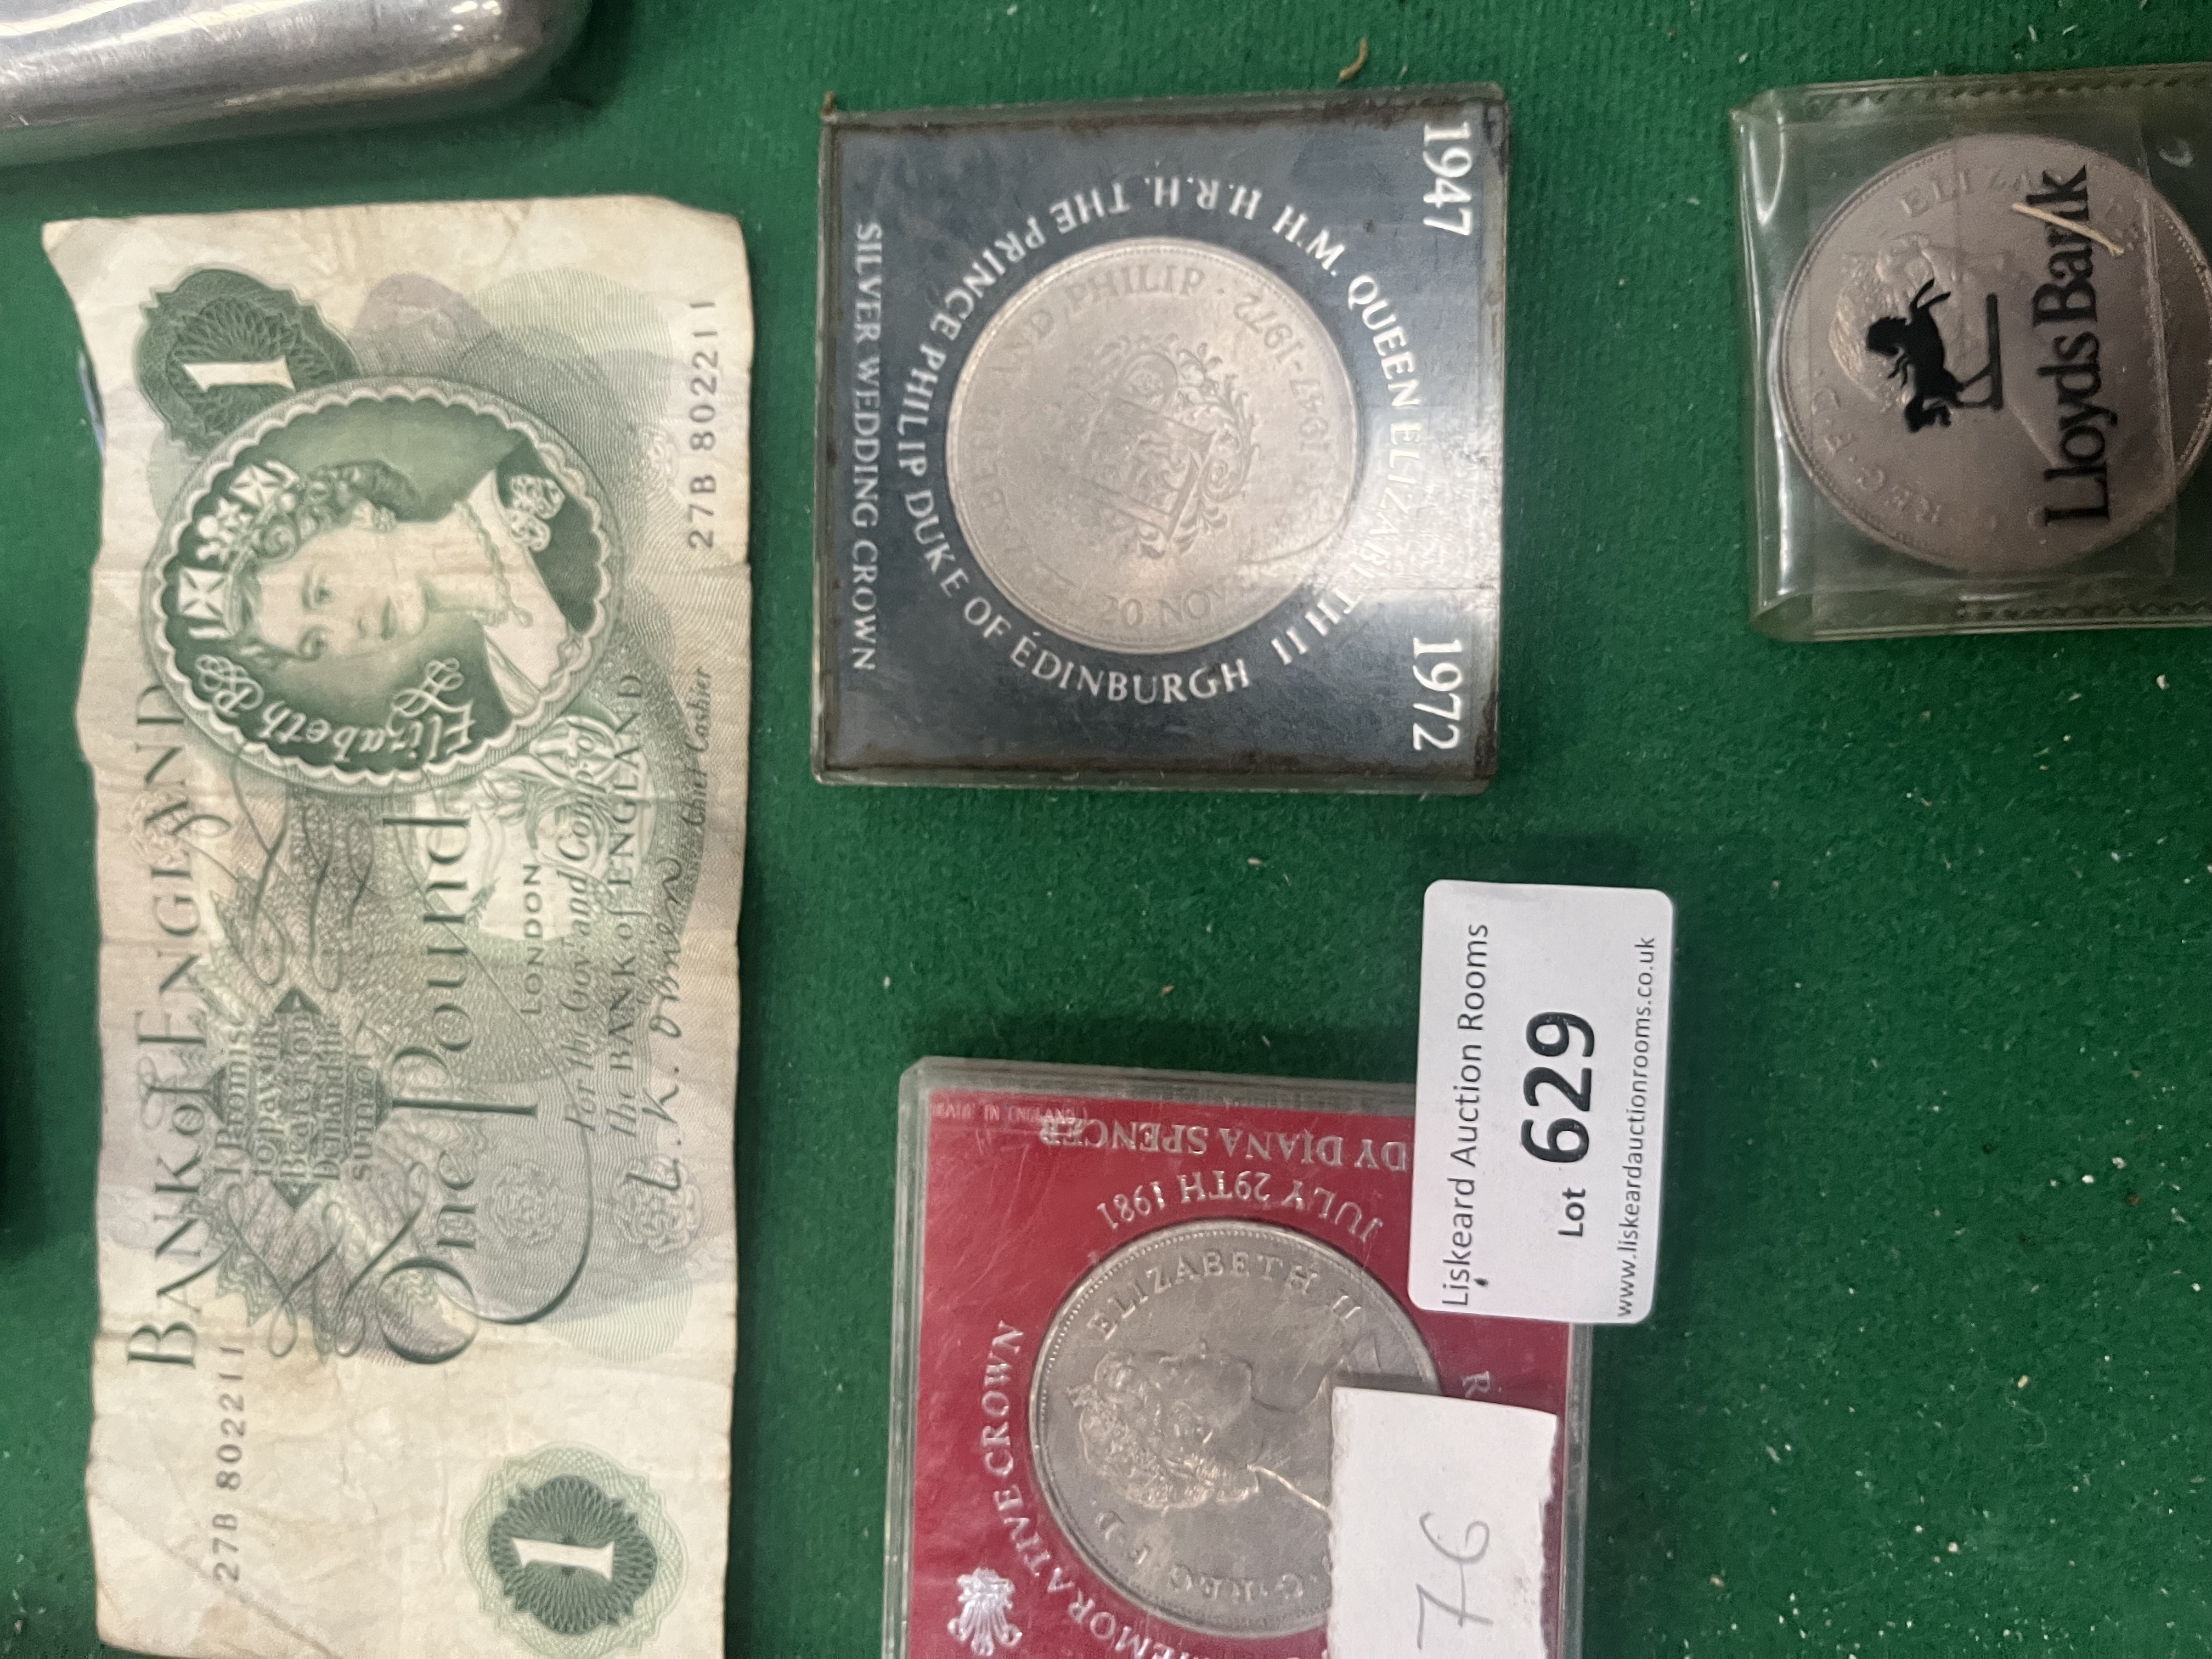 1
BANK OF ENGLAND
I Promise
to pay the
Bearer on
Demand the
sum of
One Pound
LONDON
For the Govr and Compa of
the BANK of ENGLAND
L. K. O'Brien
Chief Cashier
27B 802211
27B 802211
Elizabeth R
1
1947 1972
H.M. QUEEN ELIZABETH II
H.R.H. THE PRINCE PHILIP DUKE OF EDINBURGH
SILVER WEDDING CROWN
AND PHILIP · 1947-1972
20 NOV
Lloyds Bank
REG · F.D.
Liskeard Auction Rooms
Lot 629
www.liskeardauctionrooms.co.uk
DY DIANA SPENCER
JULY 29TH 1981
MEMORATIVE CROWN
ELIZABETH II
G·REG·F·D·
76